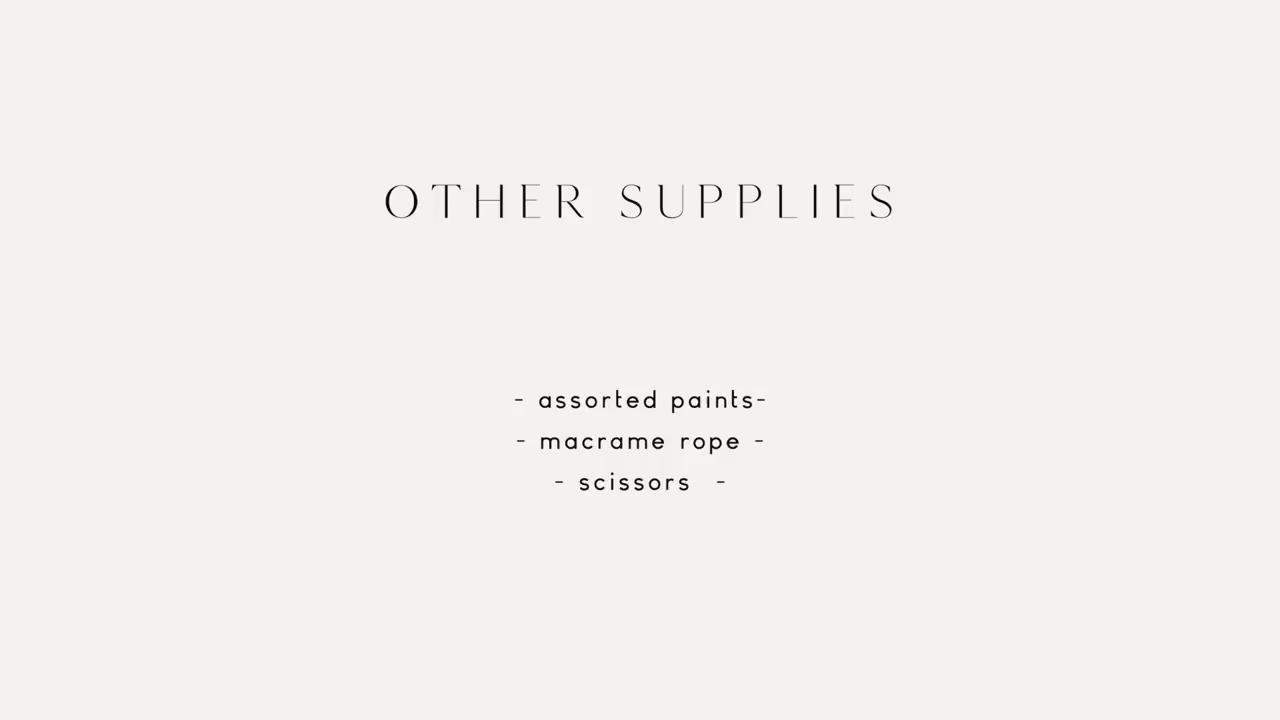 OTHER SUPPLIES
- assorted paints-
- macrame rope -
- scissors -